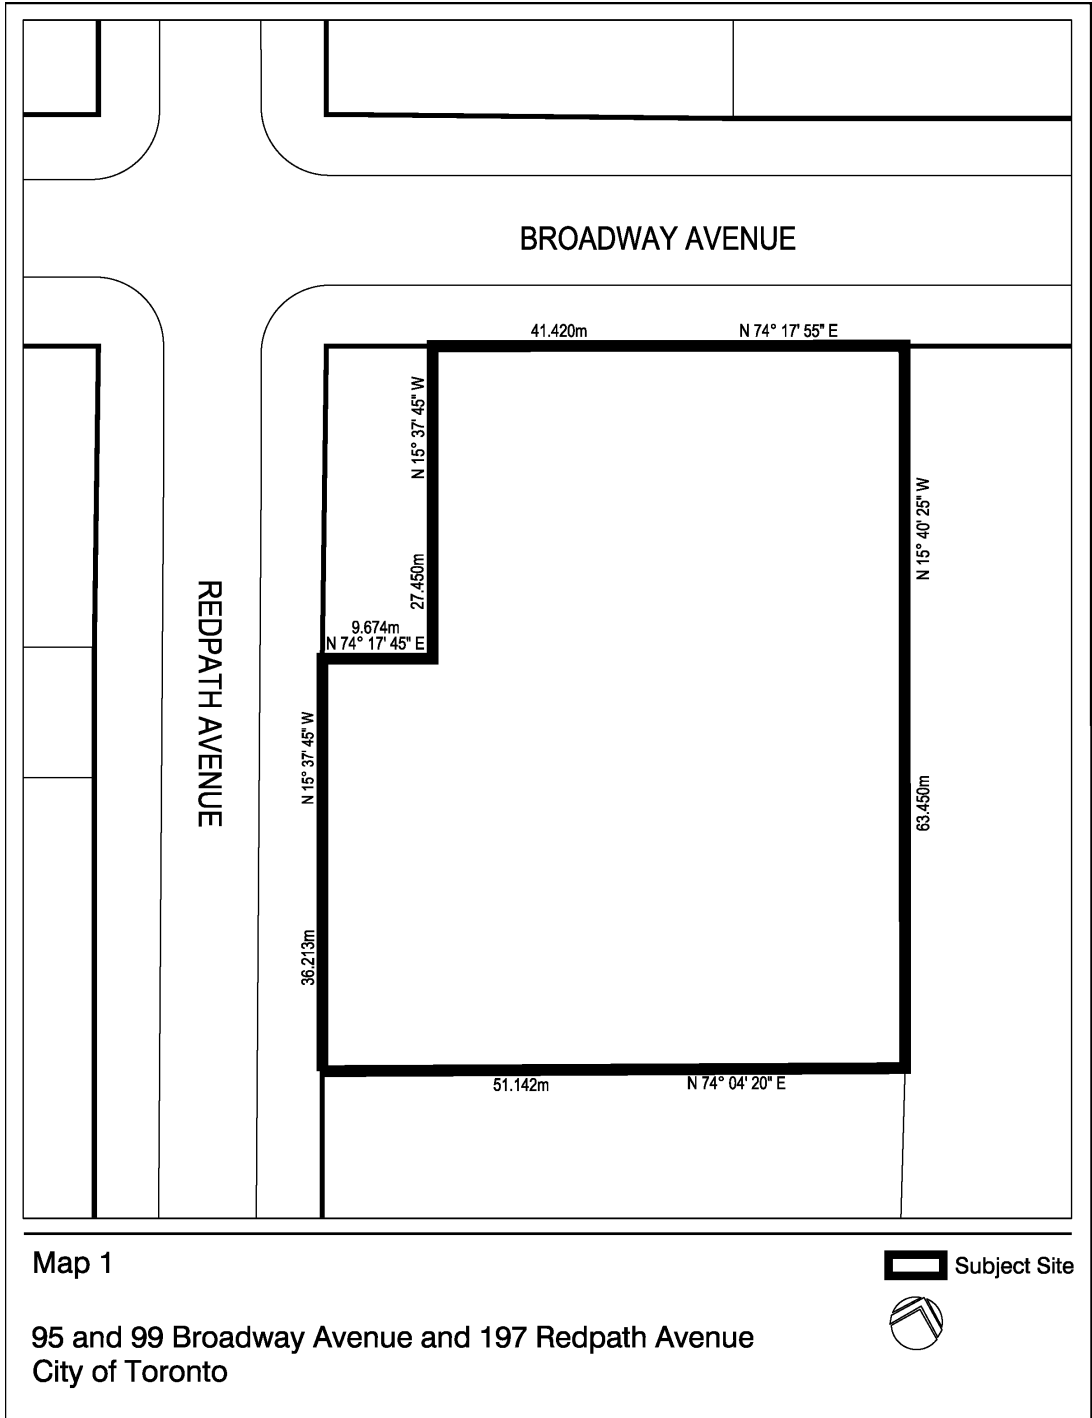 BROADWAY AVENUE
41.420m
N 74° 17' 55" E
N 15° 37' 45" W
27.450m
N 15° 40' 25" W
63.450m
REDPATH AVENUE
9.674m
N 74° 17' 45" E
N 15° 37' 45" W
36.213m
51.142m
N 74° 04' 20" E
Map 1
Subject Site
95 and 99 Broadway Avenue and 197 Redpath Avenue
City of Toronto